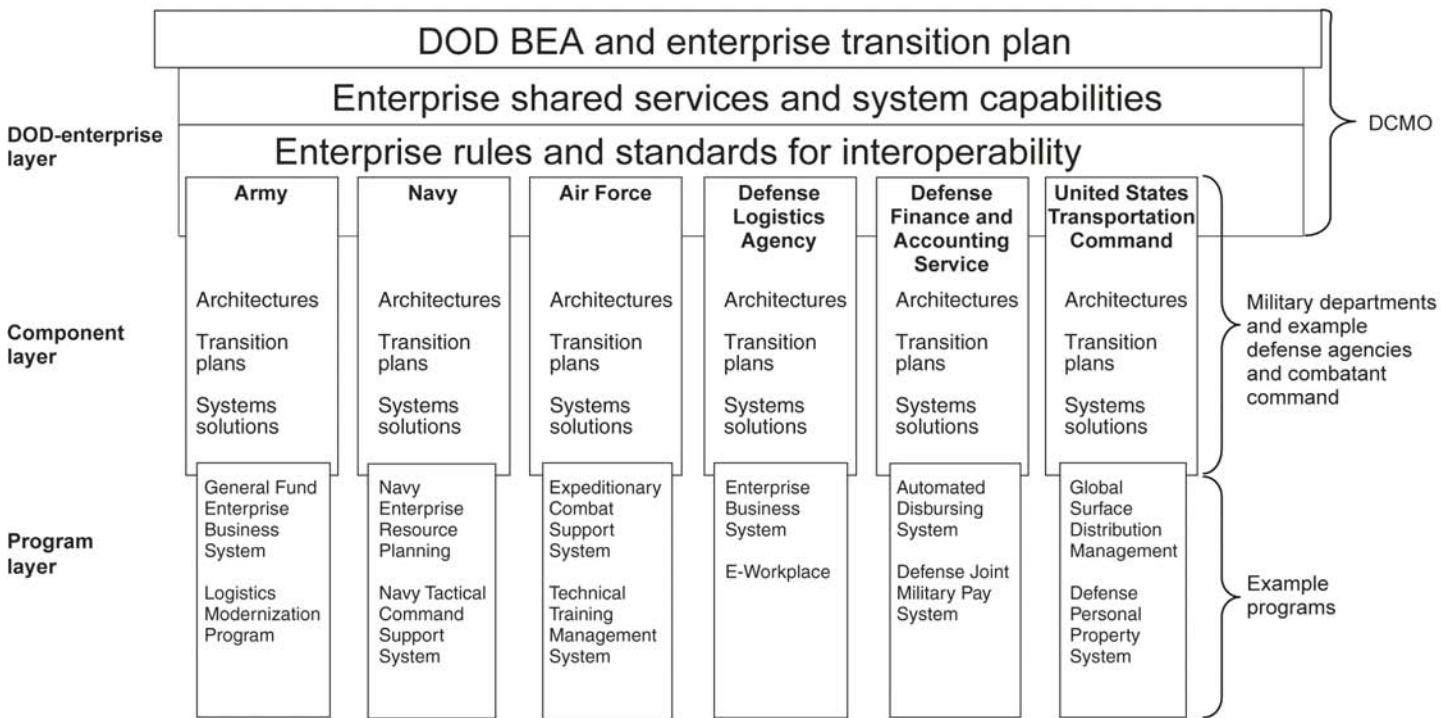 DOD BEA and enterprise transition plan
Enterprise shared services and system capabilities
DOD-enterprise
layer
DCMO
Enterprise rules and standards for interoperability
Army
Navy
Air Force
Defense
Logistics
Agency
Defense
Finance and
Accounting
Service
United States
Transportation
Command
Component
layer
Architectures
Transition
plans
Systems
solutions
Architectures
Transition
plans
Systems
solutions
Architectures
Transition
plans
Systems
solutions
Architectures
Transition
plans
Systems
solutions
Architectures
Transition
plans
Systems
solutions
Architectures
Transition
plans
Systems
solutions
Military departments
and example
defense agencies
and combatant
command
Program
layer
General Fund
Enterprise
Business
System
Logistics
Modernization
Program
Navy
Enterprise
Resource
Planning
Navy Tactical
Command
Support
System
Expeditionary
Combat
Support
System
Technical
Training
Management
System
Enterprise
Business
System
E-Workplace
Automated
Disbursing
System
Defense Joint
Military Pay
System
Global
Surface
Distribution
Management
Defense
Personal
Property
System
Example
programs